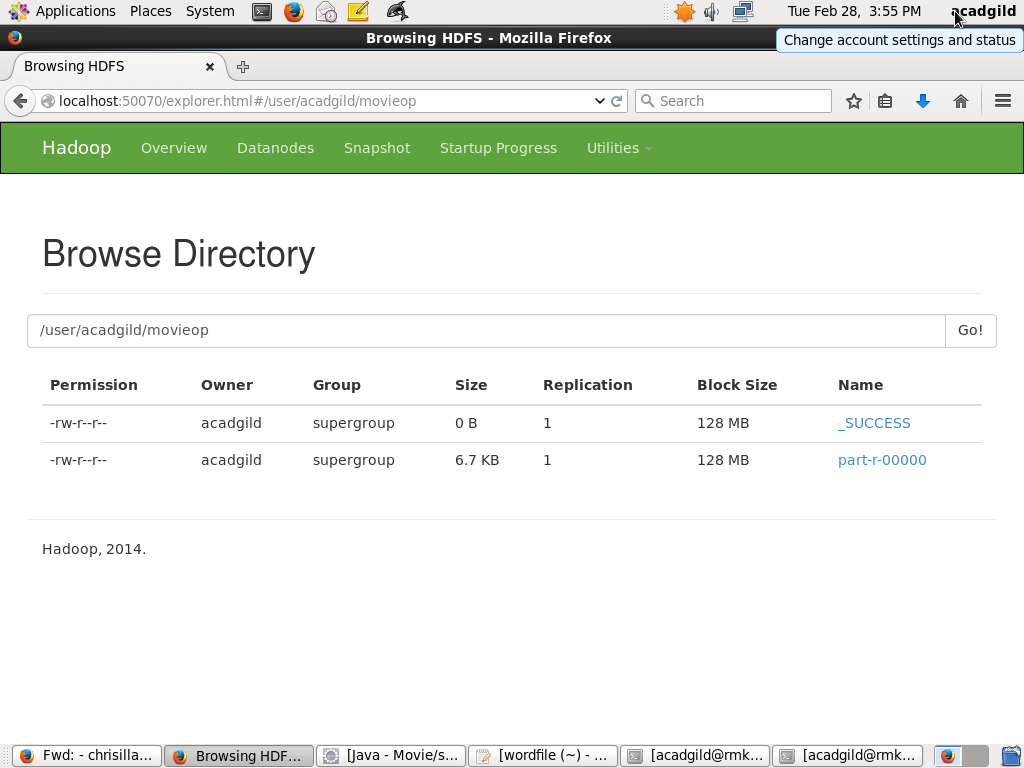 Applications Places System Tue Feb 28, 3:55 PM acadgild
Browsing HDFS - Mozilla Firefox
Change account settings and status
Browsing HDFS
localhost:50070/explorer.html#/user/acadgild/movieop Search
Hadoop Overview Datanodes Snapshot Startup Progress Utilities
Browse Directory
/user/acadgild/movieop Go!
Permission Owner Group Size Replication Block Size Name
-rw-r--r-- acadgild supergroup 0 B 1 128 MB _SUCCESS
-rw-r--r-- acadgild supergroup 6.7 KB 1 128 MB part-r-00000
Hadoop, 2014.
Fwd: - chrisilla... Browsing HDF... [Java - Movie/s... [wordfile (~) - ... [acadgild@rmk... [acadgild@rmk...